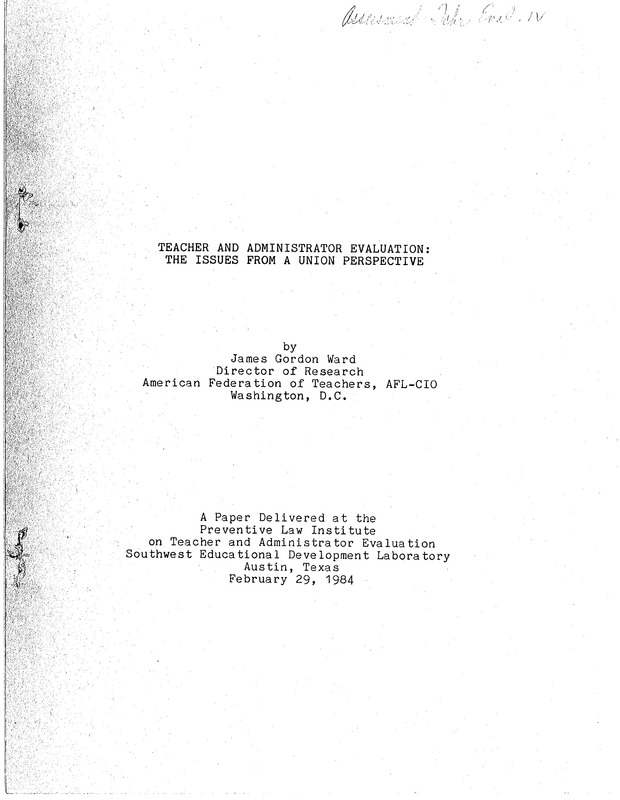 Assessment Tchr Eval. IV
TEACHER AND ADMINISTRATOR EVALUATION:
THE ISSUES FROM A UNION PERSPECTIVE
by
James Gordon Ward
Director of Research
American Federation of Teachers, AFL-CIO
Washington, D.C.
A Paper Delivered at the
Preventive Law Institute
on Teacher and Administrator Evaluation
Southwest Educational Development Laboratory
Austin, Texas
February 29, 1984